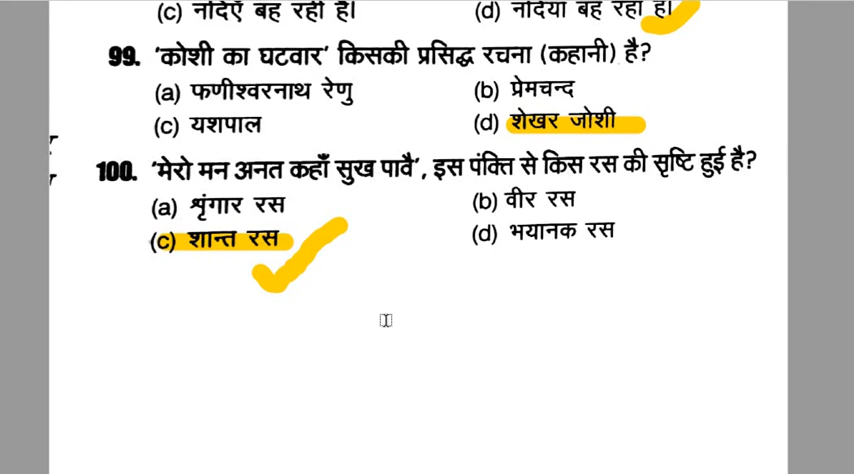 (c) नदिएँ बह रही हैं। (d) नदियाँ बह रही हैं।
99. 'कोशी का घटवार' किसकी प्रसिद्ध रचना (कहानी) है?
(a) फणीश्वरनाथ रेणु (b) प्रेमचन्द
(c) यशपाल (d) शेखर जोशी
100. 'मेरो मन अनत कहाँ सुख पावै', इस पंक्ति से किस रस की सृष्टि हुई है?
(a) शृंगार रस (b) वीर रस
(c) शान्त रस (d) भयानक रस